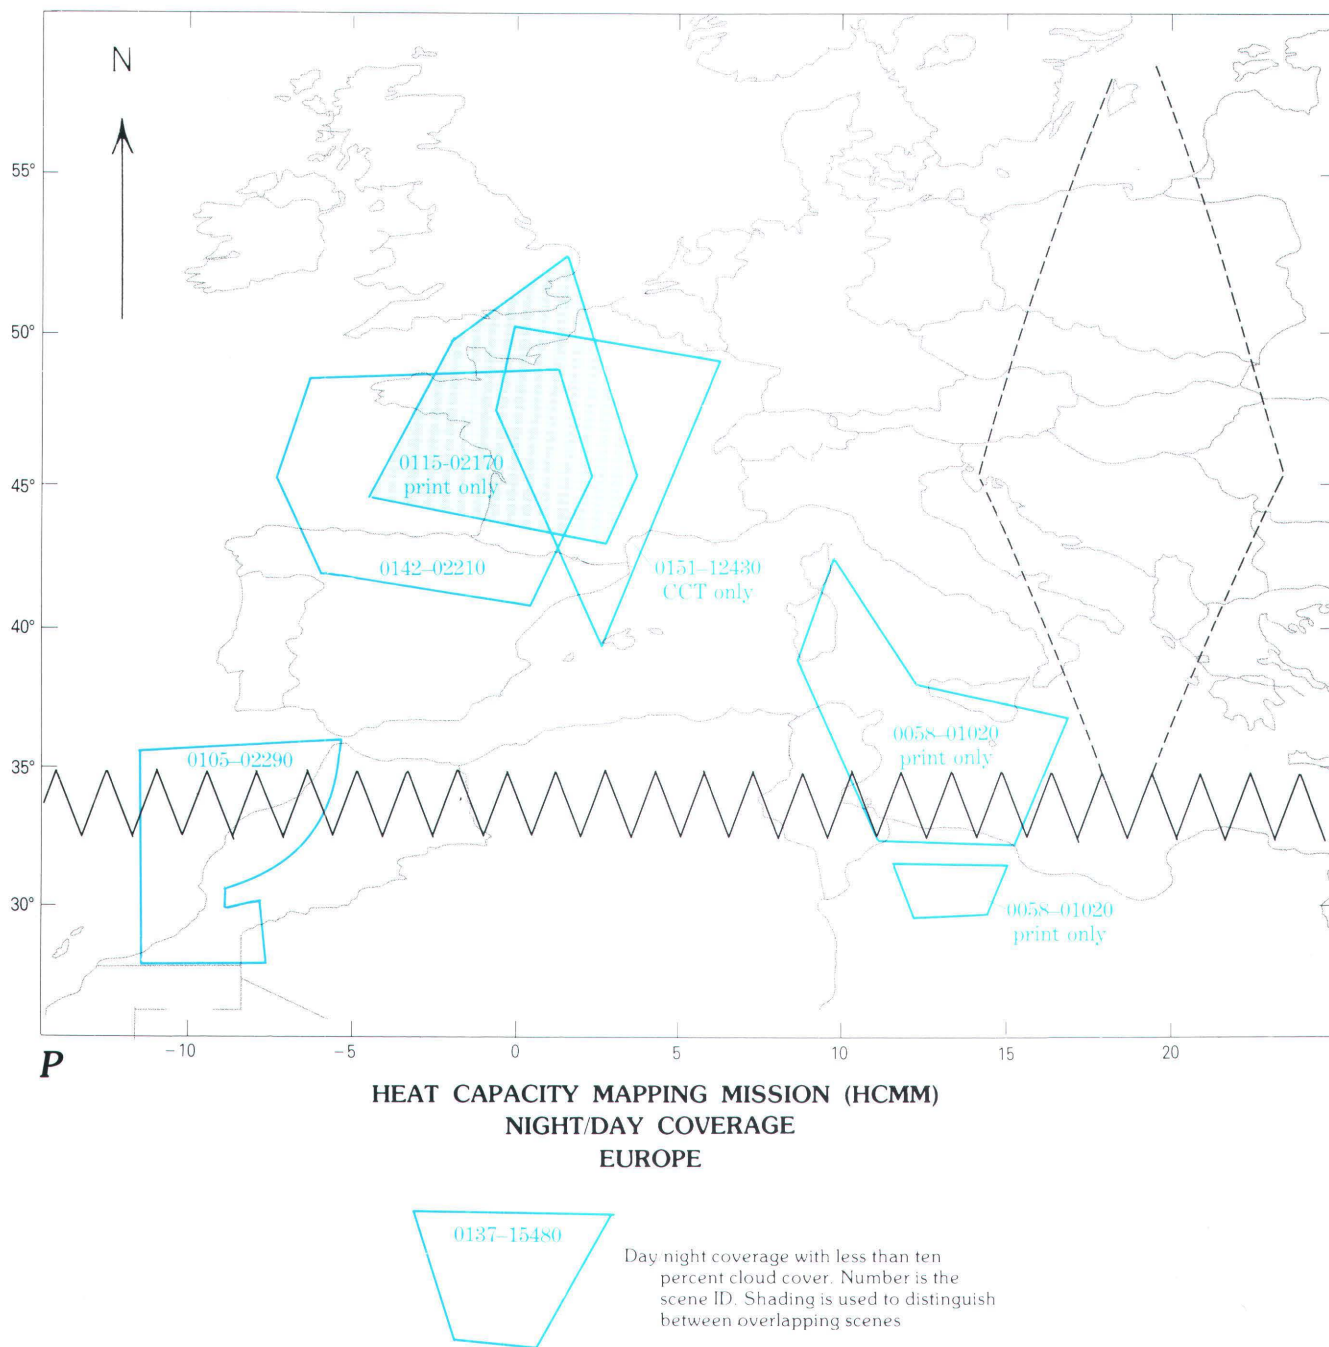 N
55°
50°
45°
40°
35°
30°
0115-02170
print only
0142–02210
0151–12430
CCT only
0105–02290
0058–01020
print only
0058–01020
print only
P
−10
−5
0
5
10
15
20
HEAT CAPACITY MAPPING MISSION (HCMM)
NIGHT/DAY COVERAGE
EUROPE
0137–15480
Day night coverage with less than ten
percent cloud cover. Number is the
scene ID. Shading is used to distinguish
between overlapping scenes